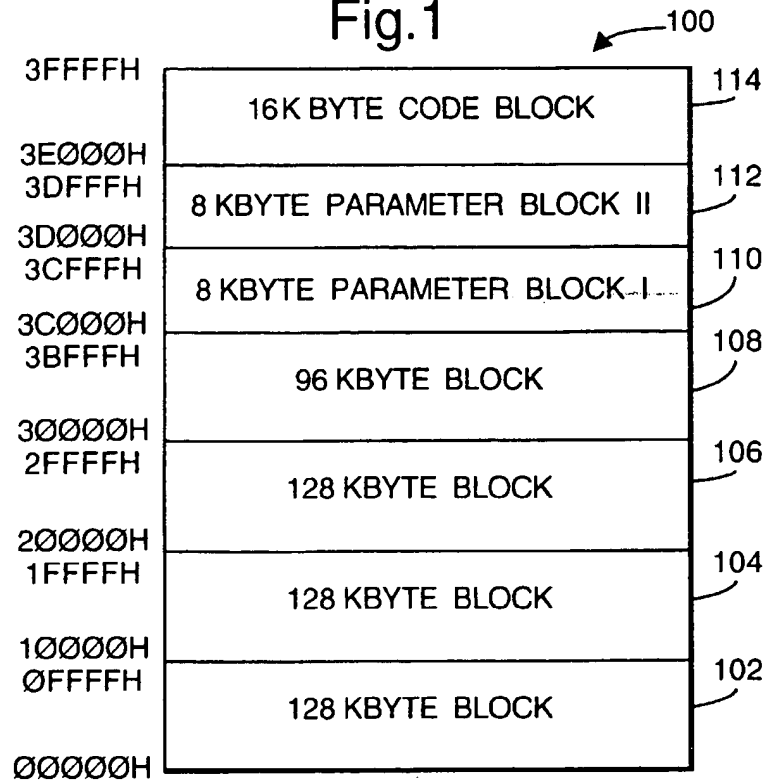 Fig.1
100
3FFFFH
114
16K BYTE CODE BLOCK
3EØØØH
3DFFFH
112
8 KBYTE PARAMETER BLOCK II
3DØØØH
3CFFFH
110
8 KBYTE PARAMETER BLOCK I
3CØØØH
3BFFFH
108
96 KBYTE BLOCK
3ØØØØH
2FFFFH
106
128 KBYTE BLOCK
2ØØØØH
1FFFFH
104
128 KBYTE BLOCK
1ØØØØH
ØFFFFH
102
128 KBYTE BLOCK
ØØØØØH